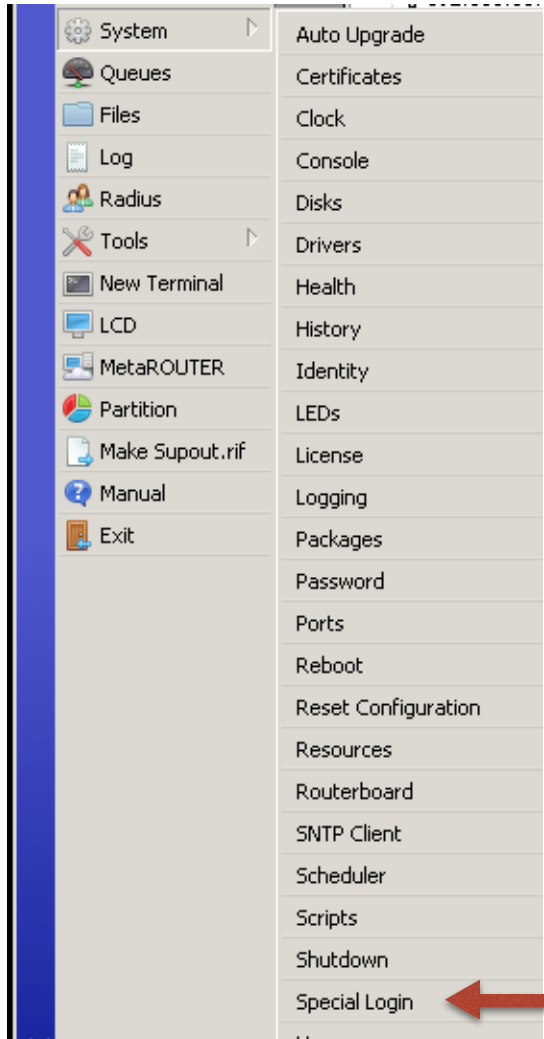 System
Queues
Files
Log
Radius
Tools
New Terminal
LCD
MetaROUTER
Partition
Make Supout.rif
Manual
Exit
Auto Upgrade
Certificates
Clock
Console
Disks
Drivers
Health
History
Identity
LEDs
License
Logging
Packages
Password
Ports
Reboot
Reset Configuration
Resources
Routerboard
SNTP Client
Scheduler
Scripts
Shutdown
Special Login